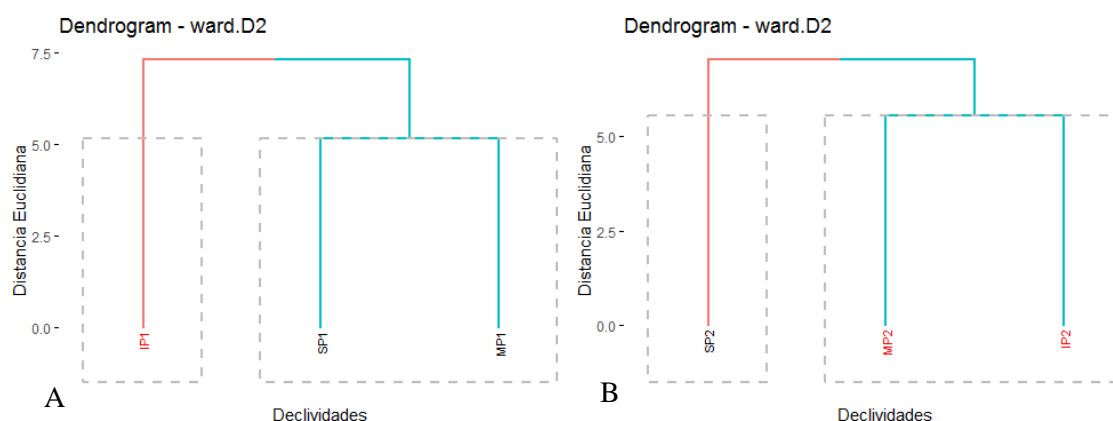 Dendrogram - ward.D2
7.5
5.0
2.5
0.0
Distancia Euclidiana
IP1
SP1
MP1
A
Declividades
Dendrogram - ward.D2
5.0
2.5
0.0
Distancia Euclidiana
SP2
MP2
IP2
B
Declividades